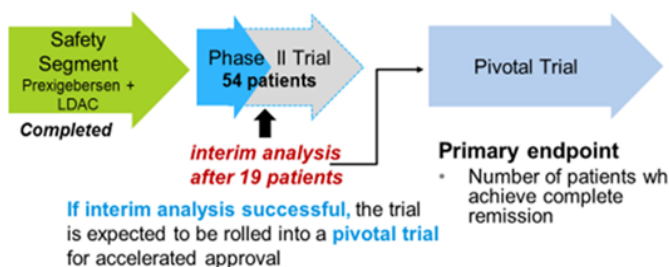 Safety
Segment
Prexigebersen +
LDAC
Completed
Phase II Trial
54 patients
interim analysis
after 19 patients
If interim analysis successful, the trial
is expected to be rolled into a pivotal trial
for accelerated approval
Pivotal Trial
Primary endpoint
• Number of patients wh
achieve complete
remission